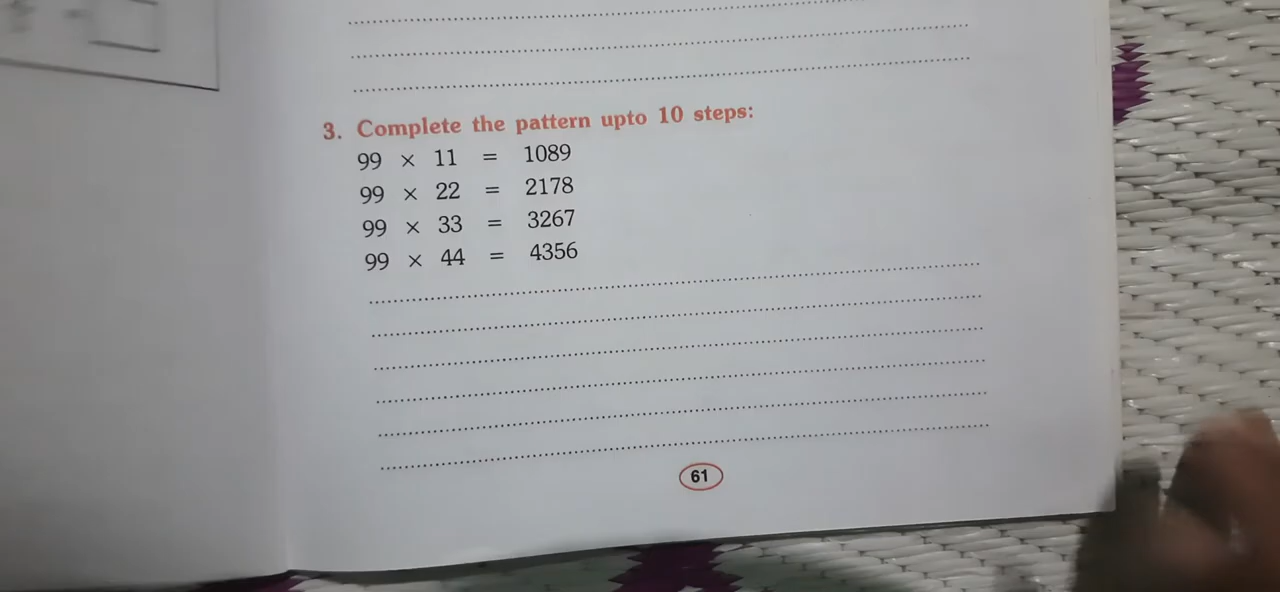 3. Complete the pattern upto 10 steps:
99 × 11 = 1089
99 × 22 = 2178
99 × 33 = 3267
99 × 44 = 4356
61